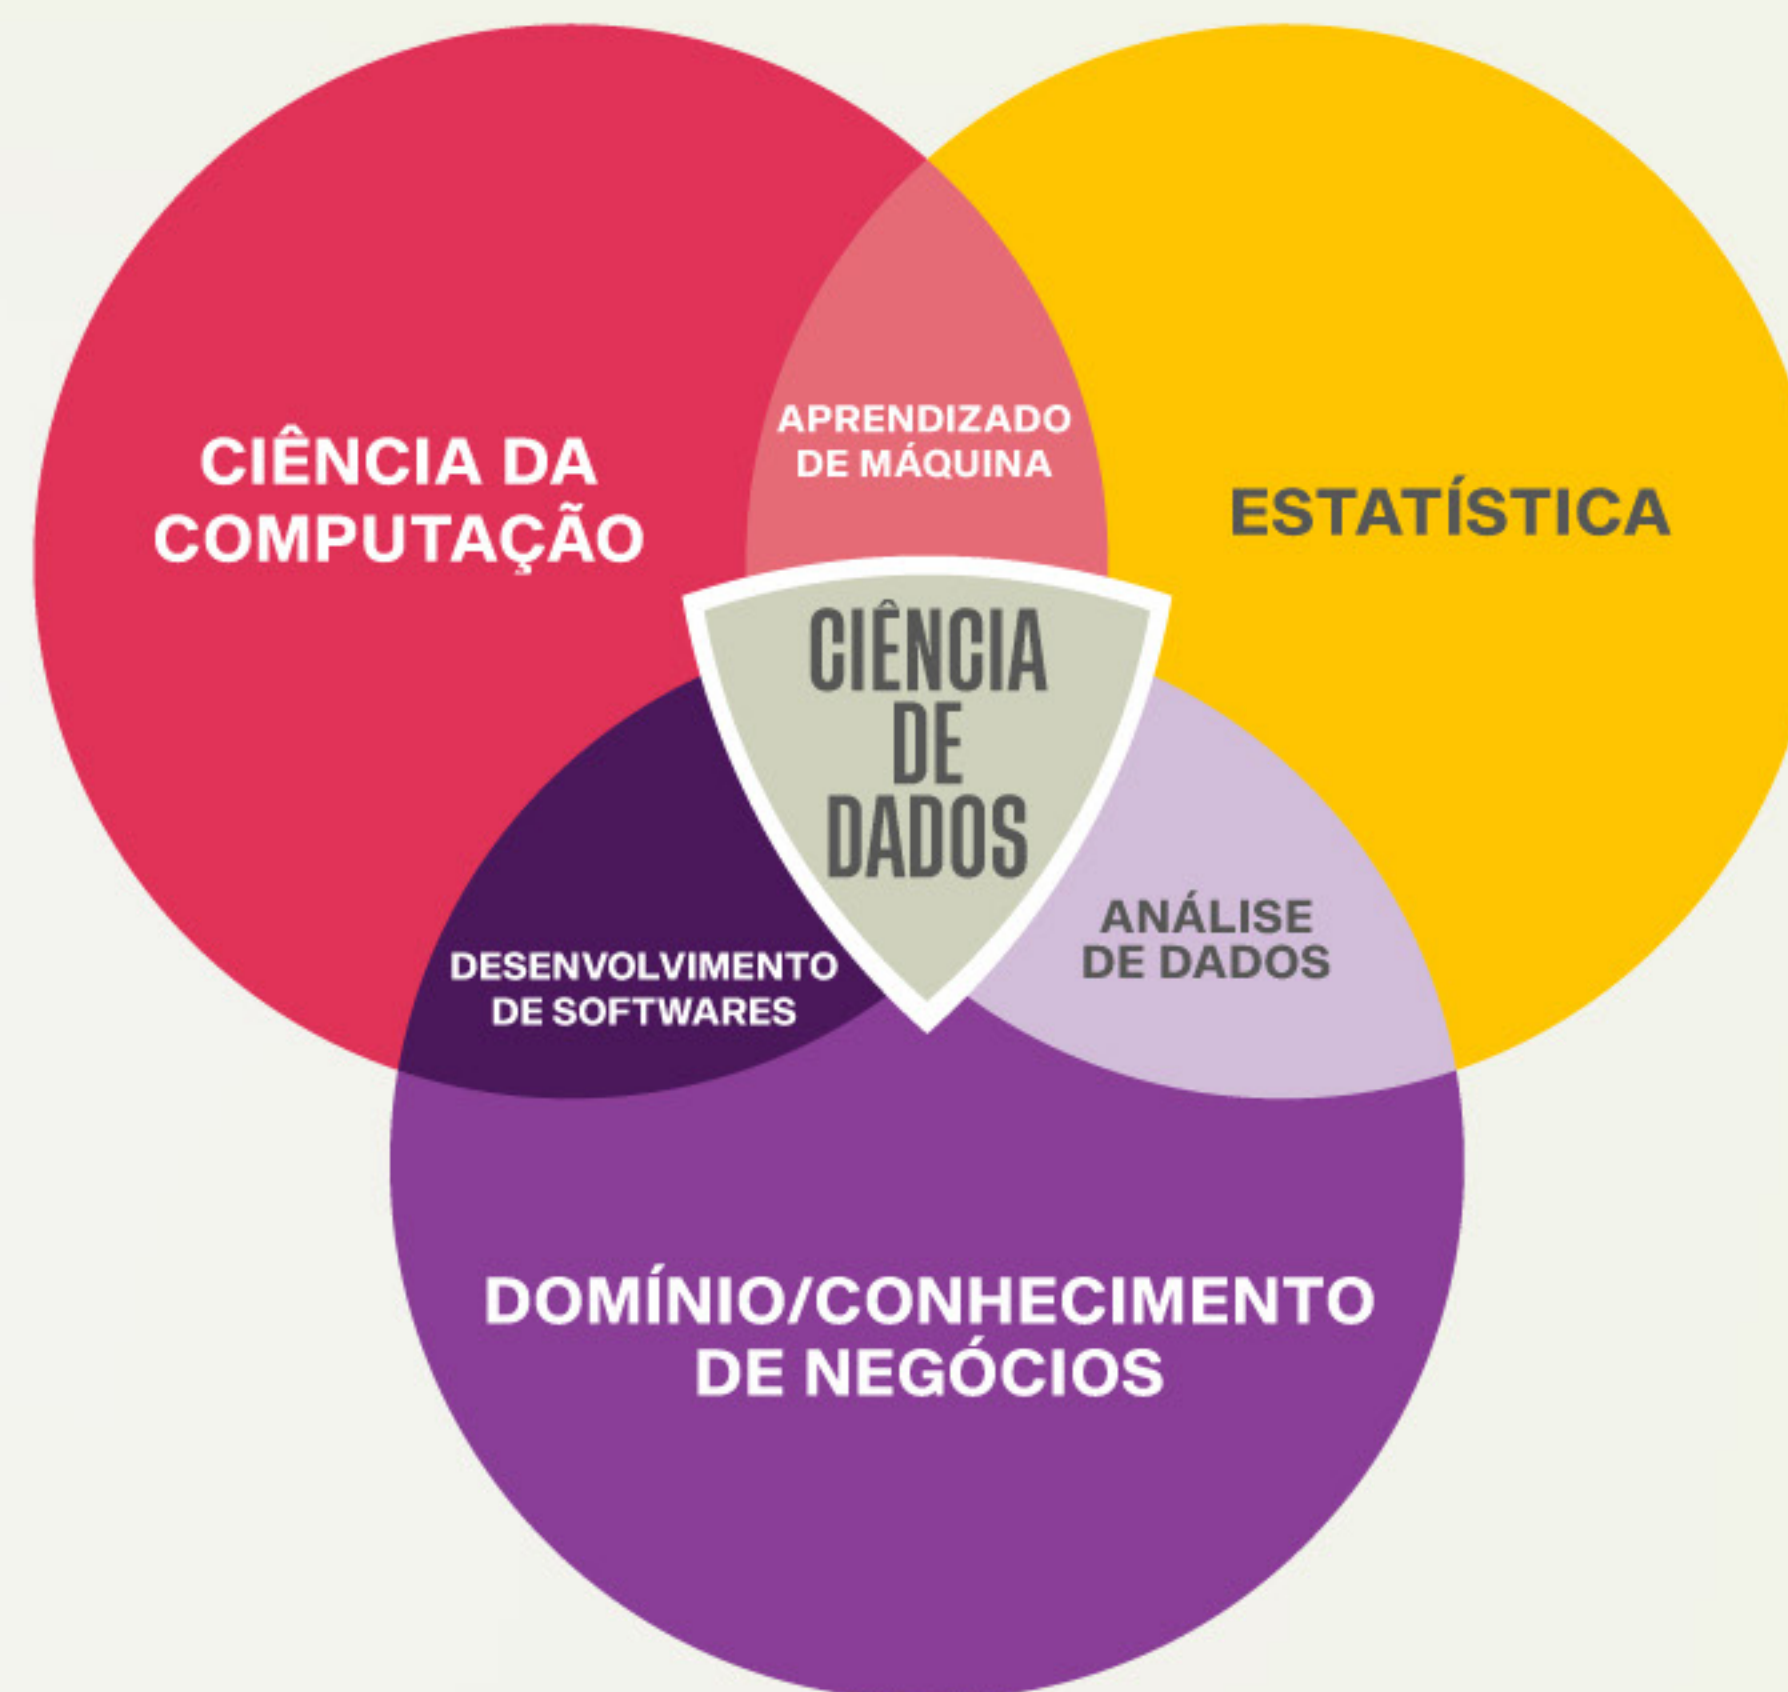 CIÊNCIA DA
COMPUTAÇÃO
APRENDIZADO
DE MÁQUINA
ESTATÍSTICA
CIÊNCIA
DE
DADOS
DESENVOLVIMENTO
DE SOFTWARES
ANÁLISE
DE DADOS
DOMÍNIO/CONHECIMENTO
DE NEGÓCIOS